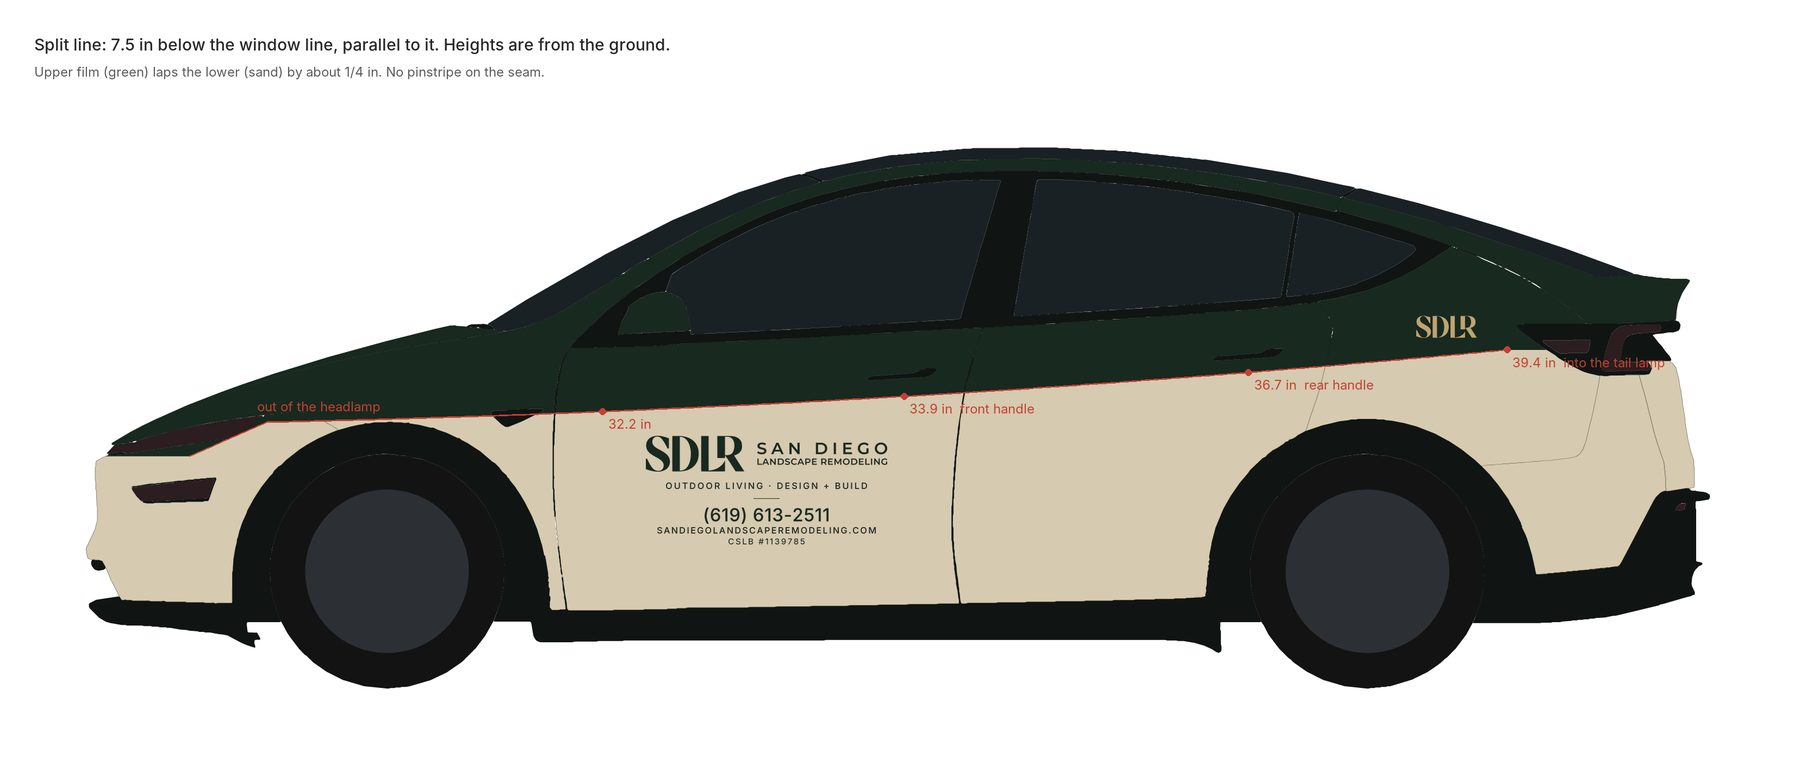 Split line: 7.5 in below the window line, parallel to it. Heights are from the ground.
Upper film (green) laps the lower (sand) by about 1/4 in. No pinstripe on the seam.
SDLR
39.4 in  into the tail lamp
36.7 in  rear handle
out of the headlamp
33.9 in  front handle
32.2 in
SDLR SAN DIEGO
LANDSCAPE REMODELING
OUTDOOR LIVING · DESIGN + BUILD
(619) 613-2511
SANDIEGOLANDSCAPEREMODELING.COM
CSLB #1139785